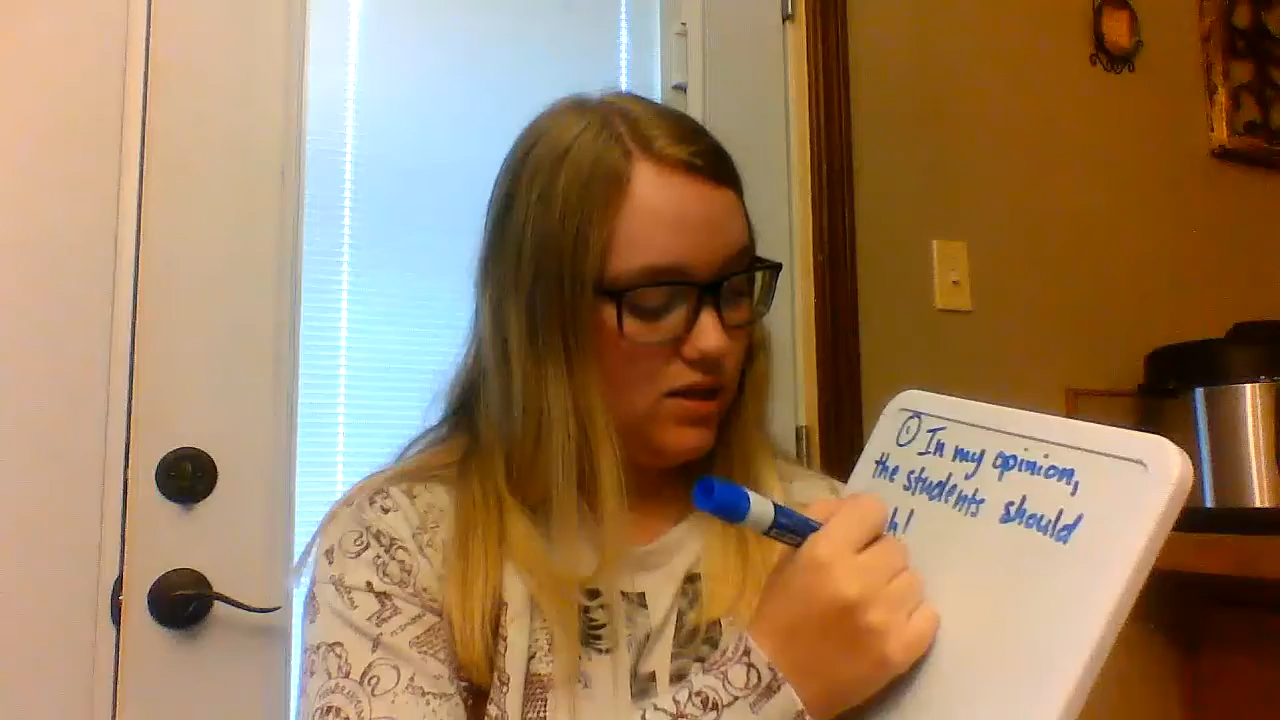 ① In my opinion,
the students should